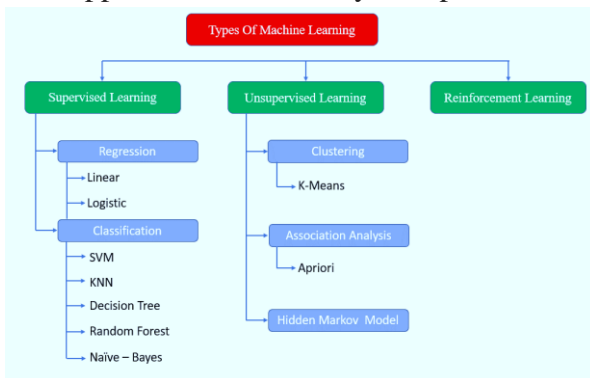 Types Of Machine Learning
Supervised Learning
Unsupervised Learning
Reinforcement Learning
Regression
Linear
Logistic
Classification
SVM
KNN
Decision Tree
Random Forest
Naïve – Bayes
Clustering
K-Means
Association Analysis
Apriori
Hidden Markov Model